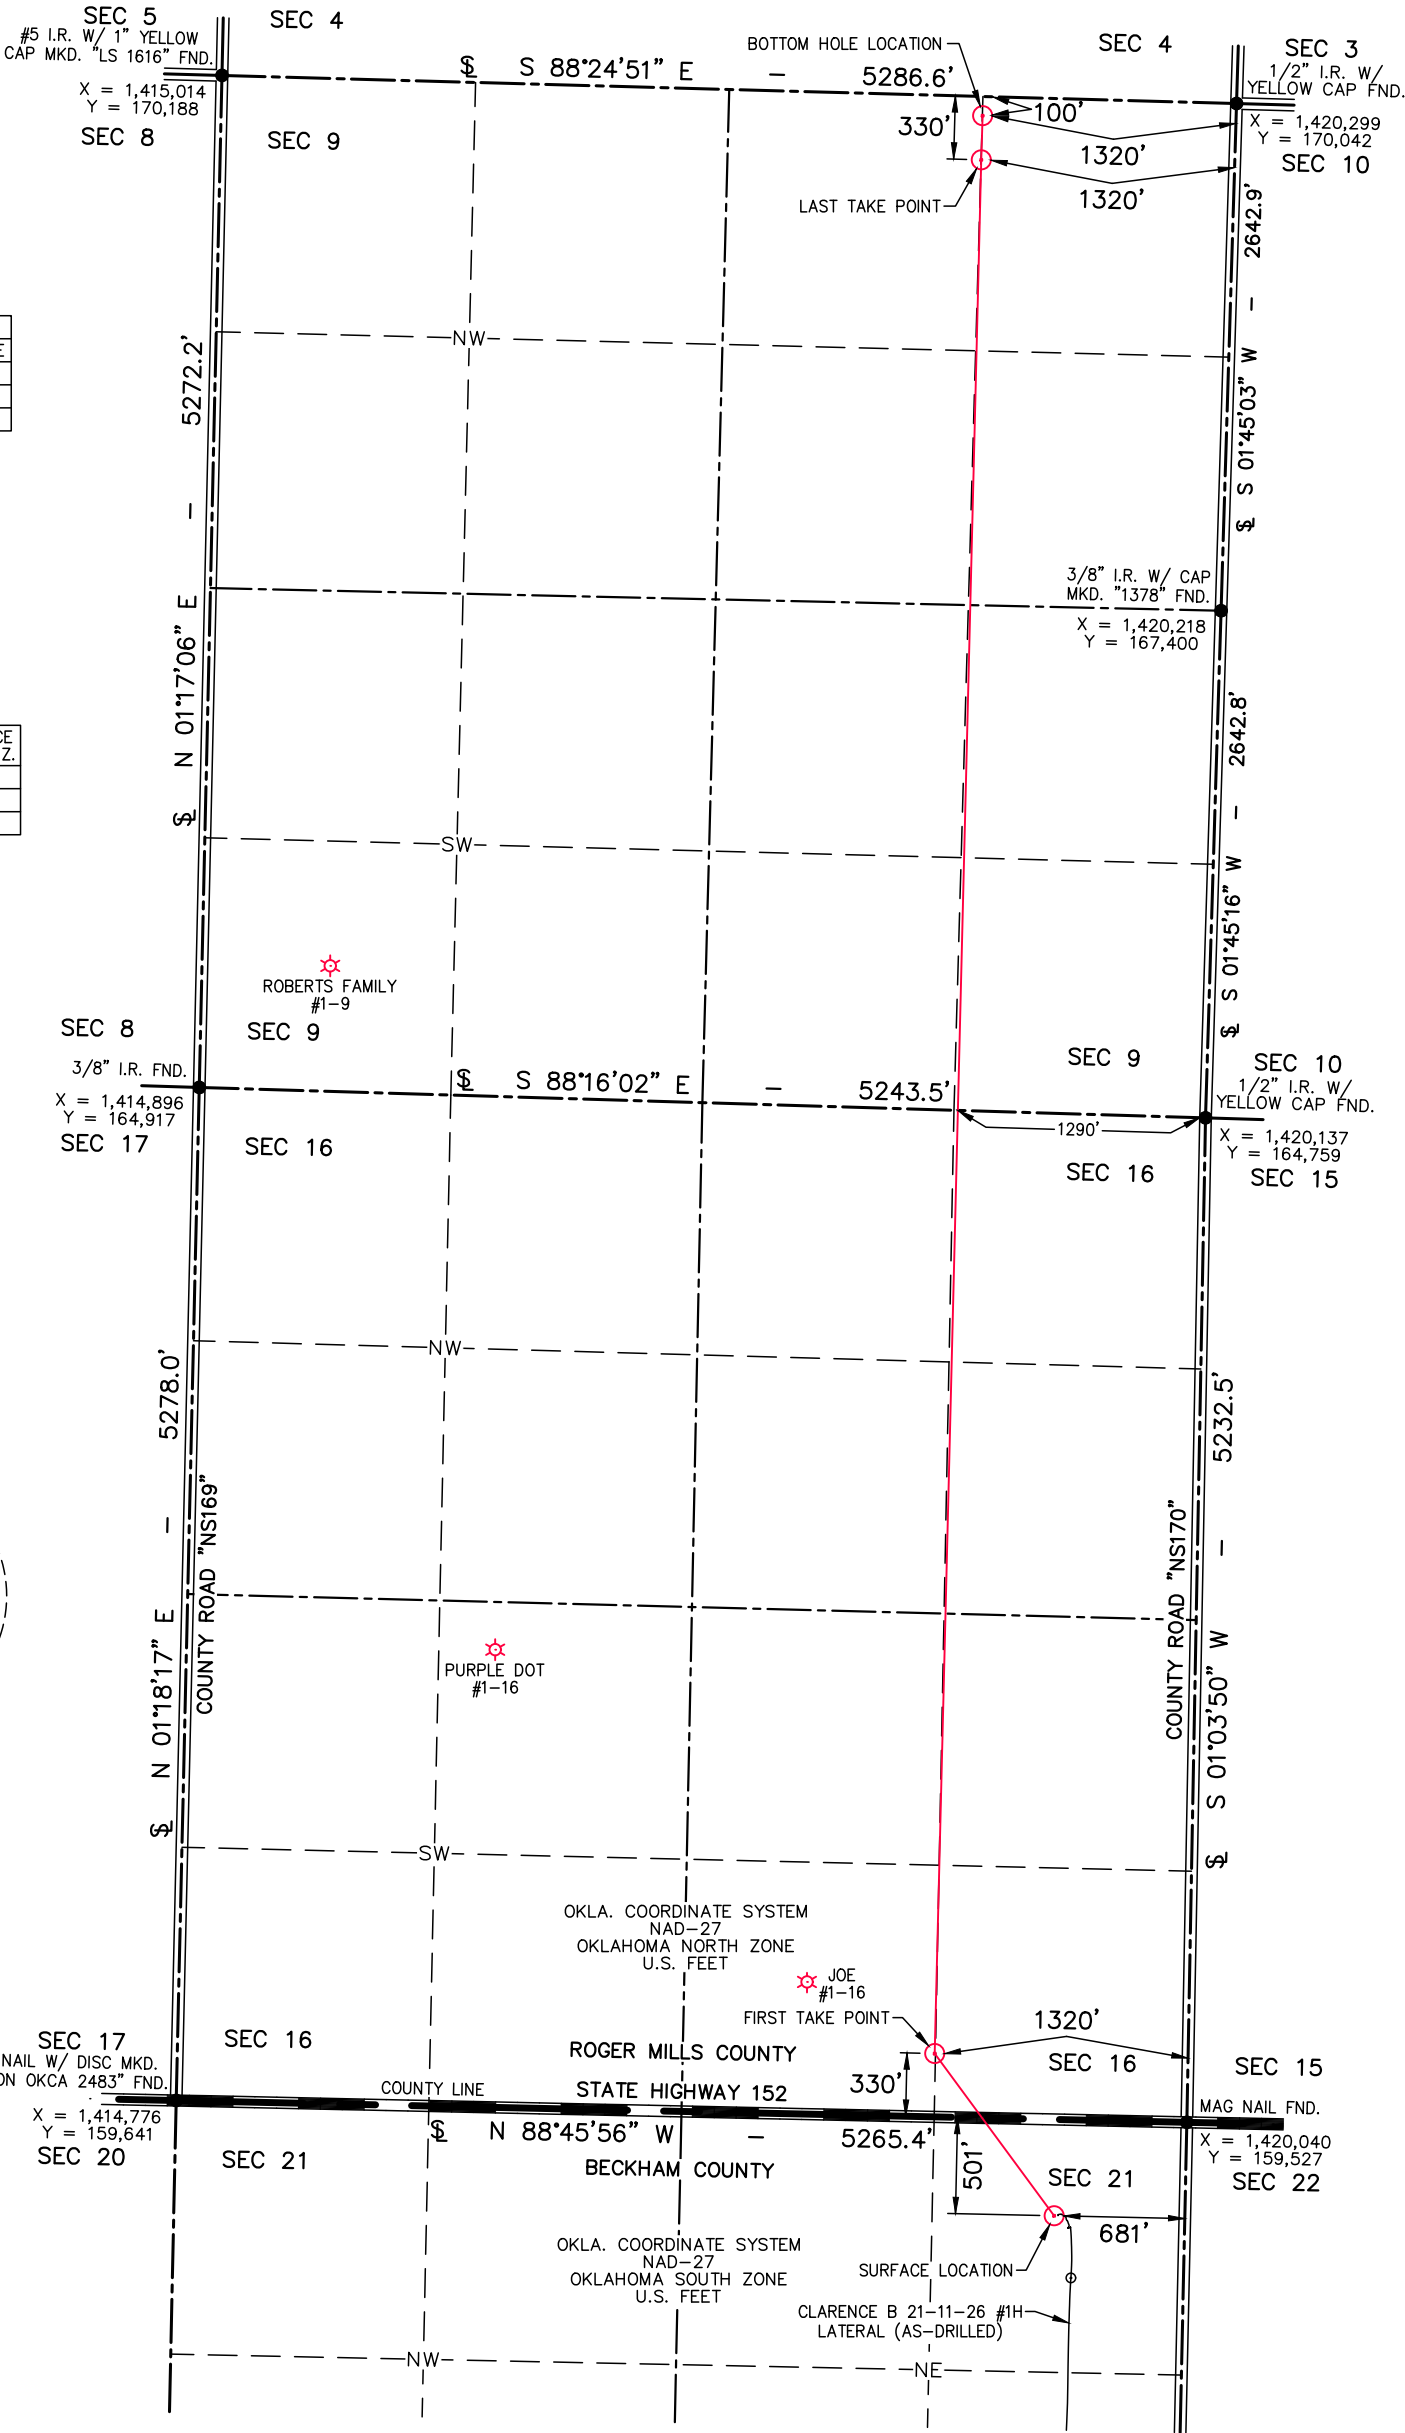 SEC 5
SEC 4
#5 I.R. W/ 1" YELLOW
CAP MKD. "LS 1616" FND.
X = 1,415,014
Y = 170,188
SEC 8
SEC 9
℄ S 88°24'51" E - 5286.6'
BOTTOM HOLE LOCATION
SEC 4
SEC 3
1/2" I.R. W/
YELLOW CAP FND.
X = 1,420,299
Y = 170,042
SEC 10
100'
330'
1320'
1320'
LAST TAKE POINT
E
NW
℄ N 01°17'06" E - 5272.2'
℄ S 01°45'03" W - 2642.9'
3/8" I.R. W/ CAP
MKD. "1378" FND.
X = 1,420,218
Y = 167,400
CE
Z.
SW
℄ S 01°45'16" W - 2642.8'
ROBERTS FAMILY
#1-9
SEC 8
SEC 9
3/8" I.R. FND.
X = 1,414,896
Y = 164,917
SEC 17
SEC 16
℄ S 88°16'02" E - 5243.5'
SEC 9
SEC 10
1/2" I.R. W/
YELLOW CAP FND.
1290'
X = 1,420,137
Y = 164,759
SEC 16
SEC 15
NW
℄ N 01°18'17" E - 5278.0'
COUNTY ROAD "NS169"
COUNTY ROAD "NS170"
℄ S 01°03'50" W - 5232.5'
PURPLE DOT
#1-16
SW
OKLA. COORDINATE SYSTEM
NAD-27
OKLAHOMA NORTH ZONE
U.S. FEET
JOE
#1-16
FIRST TAKE POINT
1320'
SEC 17
SEC 16
ROGER MILLS COUNTY
SEC 16
SEC 15
NAIL W/ DISC MKD.
ON OKCA 2483" FND.
COUNTY LINE
STATE HIGHWAY 152
330'
MAG NAIL FND.
X = 1,414,776
Y = 159,641
℄ N 88°45'56" W - 5265.4'
X = 1,420,040
Y = 159,527
SEC 20
SEC 21
BECKHAM COUNTY
501'
SEC 21
SEC 22
681'
OKLA. COORDINATE SYSTEM
NAD-27
OKLAHOMA SOUTH ZONE
U.S. FEET
SURFACE LOCATION
CLARENCE B 21-11-26 #1H
LATERAL (AS-DRILLED)
NW
NE